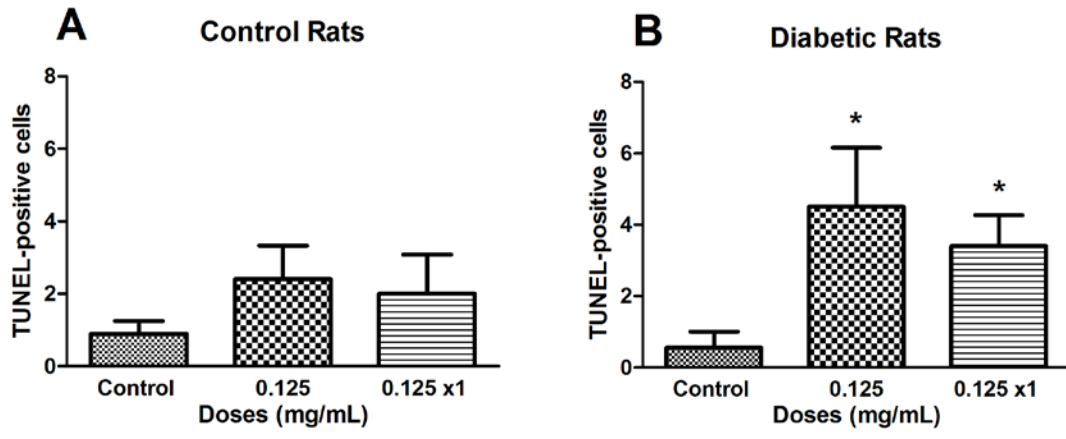 A
Control Rats
TUNEL-positive cells
8
6
4
2
0
Control
0.125
0.125 x1
Doses (mg/mL)
B
Diabetic Rats
TUNEL-positive cells
8
6
4
2
0
*
*
Control
0.125
0.125 x1
Doses (mg/mL)